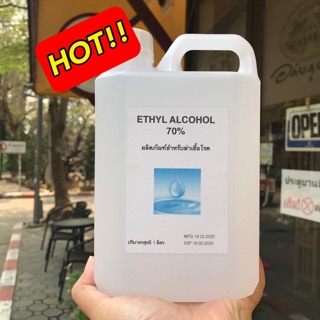 HOT!!
ETHYL ALCOHOL
70%
ผลิตภัณฑ์สำหรับฆ่าเชื้อโรค
ปริมาตรสุทธิ 1 ลิตร
MFG 16.02.2020
EXP 16.02.2022
OPEN